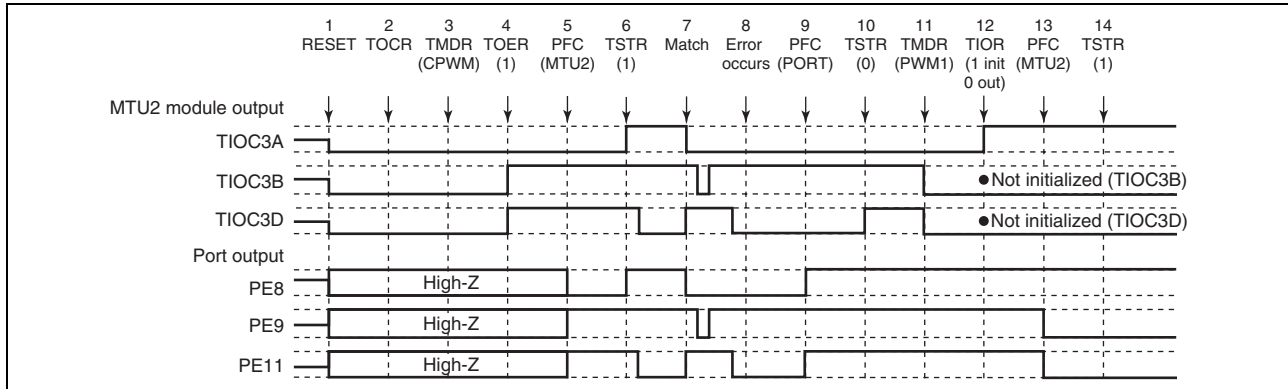 1 2 3 4 5 6 7 8 9 10 11 12 13 14
RESET TOCR TMDR TOER PFC TSTR Match Error PFC TSTR TMDR TIOR PFC TSTR
(CPWM) (1) (MTU2) (1) occurs (PORT) (0) (PWM1) (1 init (MTU2) (1)
0 out)
MTU2 module output
TIOC3A
TIOC3B ●Not initialized (TIOC3B)
TIOC3D ●Not initialized (TIOC3D)
Port output
PE8 High-Z
PE9 High-Z
PE11 High-Z